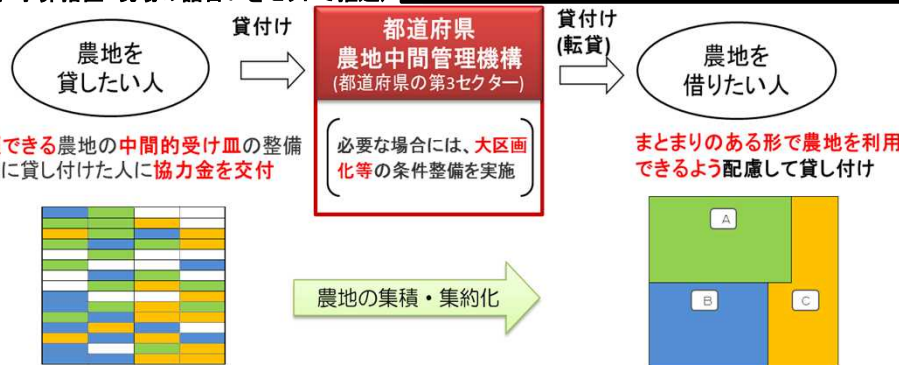 貸付け
農地を
貸したい人
都道府県
農地中間管理機構
(都道府県の第3セクター)
必要な場合には、大区画
化等の条件整備を実施
貸付け
(転貸)
農地を
借りたい人
できる農地の中間的受け皿の整備
に貸し付けた人に協力金を交付
まとまりのある形で農地を利用
できるよう配慮して貸し付け
農地の集積・集約化
A
B
C